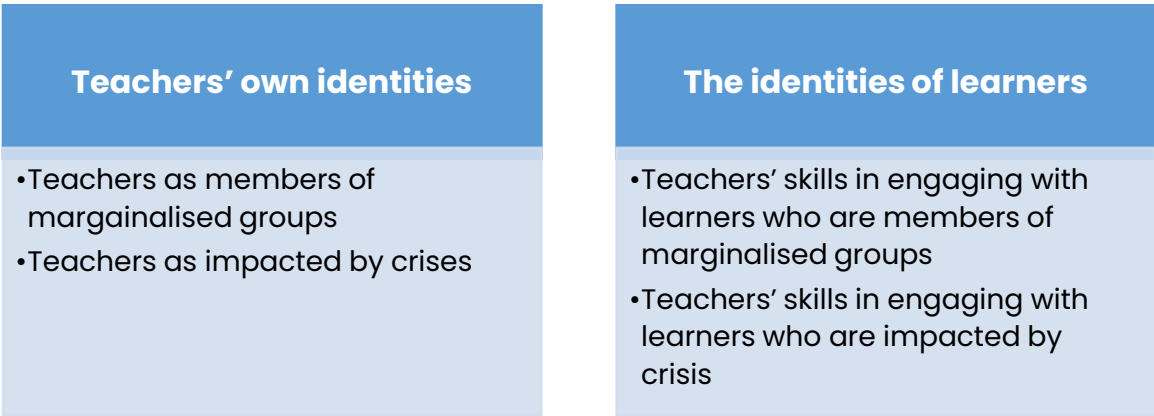 Teachers’ own identities
•Teachers as members of
margainalised groups
•Teachers as impacted by crises
The identities of learners
•Teachers’ skills in engaging with
learners who are members of
marginalised groups
•Teachers’ skills in engaging with
learners who are impacted by
crisis